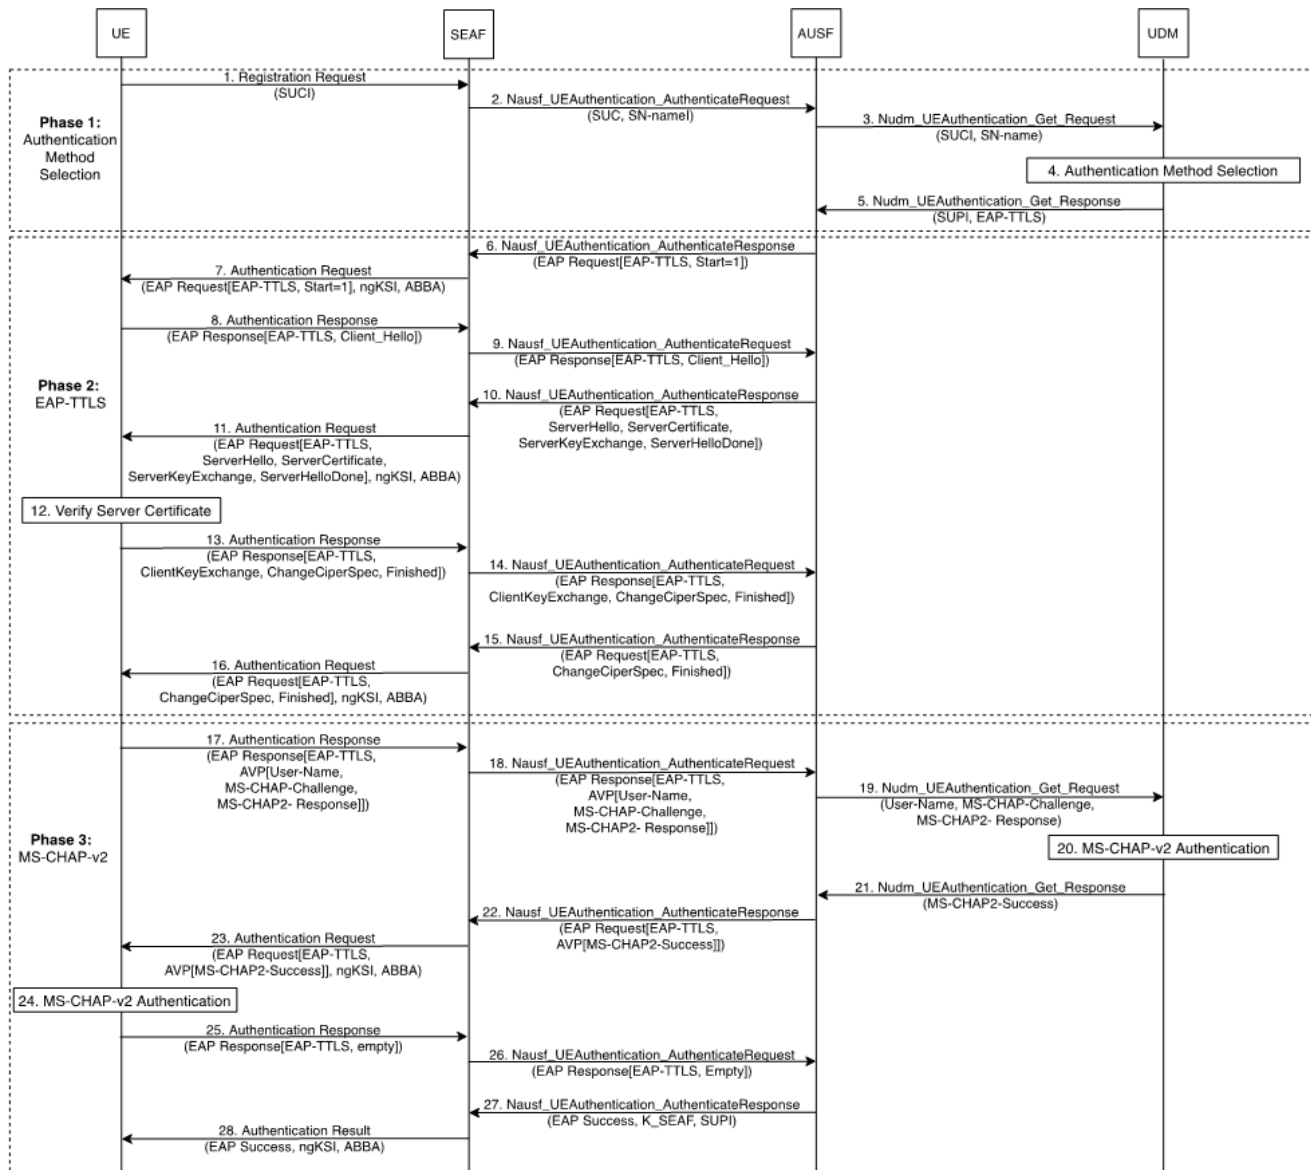 UE
SEAF
AUSF
UDM
Phase 1:
Authentication
Method
Selection
1. Registration Request
(SUCI)
2. Nausf_UEAuthentication_AuthenticateRequest
(SUC, SN-nameI)
3. Nudm_UEAuthentication_Get_Request
(SUCI, SN-name)
4. Authentication Method Selection
5. Nudm_UEAuthentication_Get_Response
(SUPI, EAP-TTLS)
6. Nausf_UEAuthentication_AuthenticateResponse
(EAP Request[EAP-TTLS, Start=1])
7. Authentication Request
(EAP Request[EAP-TTLS, Start=1], ngKSI, ABBA)
8. Authentication Response
(EAP Response[EAP-TTLS, Client_Hello])
9. Nausf_UEAuthentication_AuthenticateRequest
(EAP Response[EAP-TTLS, Client_Hello])
Phase 2:
EAP-TTLS
10. Nausf_UEAuthentication_AuthenticateResponse
(EAP Request[EAP-TTLS,
ServerHello, ServerCertificate,
ServerKeyExchange, ServerHelloDone])
11. Authentication Request
(EAP Request[EAP-TTLS,
ServerHello, ServerCertificate,
ServerKeyExchange, ServerHelloDone], ngKSI, ABBA)
12. Verify Server Certificate
13. Authentication Response
(EAP Response[EAP-TTLS,
ClientKeyExchange, ChangeCiperSpec, Finished])
14. Nausf_UEAuthentication_AuthenticateRequest
(EAP Response[EAP-TTLS,
ClientKeyExchange, ChangeCiperSpec, Finished])
15. Nausf_UEAuthentication_AuthenticateResponse
(EAP Request[EAP-TTLS,
ChangeCiperSpec, Finished])
16. Authentication Request
(EAP Request[EAP-TTLS,
ChangeCiperSpec, Finished], ngKSI, ABBA)
17. Authentication Response
(EAP Response[EAP-TTLS,
AVP[User-Name,
MS-CHAP-Challenge,
MS-CHAP2- Response]])
18. Nausf_UEAuthentication_AuthenticateRequest
(EAP Response[EAP-TTLS,
AVP[User-Name,
MS-CHAP-Challenge,
MS-CHAP2- Response]])
19. Nudm_UEAuthentication_Get_Request
(User-Name, MS-CHAP-Challenge,
MS-CHAP2- Response)
Phase 3:
MS-CHAP-v2
20. MS-CHAP-v2 Authentication
21. Nudm_UEAuthentication_Get_Response
(MS-CHAP2-Success)
22. Nausf_UEAuthentication_AuthenticateResponse
(EAP Request[EAP-TTLS,
AVP[MS-CHAP2-Success]])
23. Authentication Request
(EAP Request[EAP-TTLS,
AVP[MS-CHAP2-Success]], ngKSI, ABBA)
24. MS-CHAP-v2 Authentication
25. Authentication Response
(EAP Response[EAP-TTLS, empty])
26. Nausf_UEAuthentication_AuthenticateRequest
(EAP Response[EAP-TTLS, Empty])
27. Nausf_UEAuthentication_AuthenticateResponse
(EAP Success, K_SEAF, SUPI)
28. Authentication Result
(EAP Success, ngKSI, ABBA)